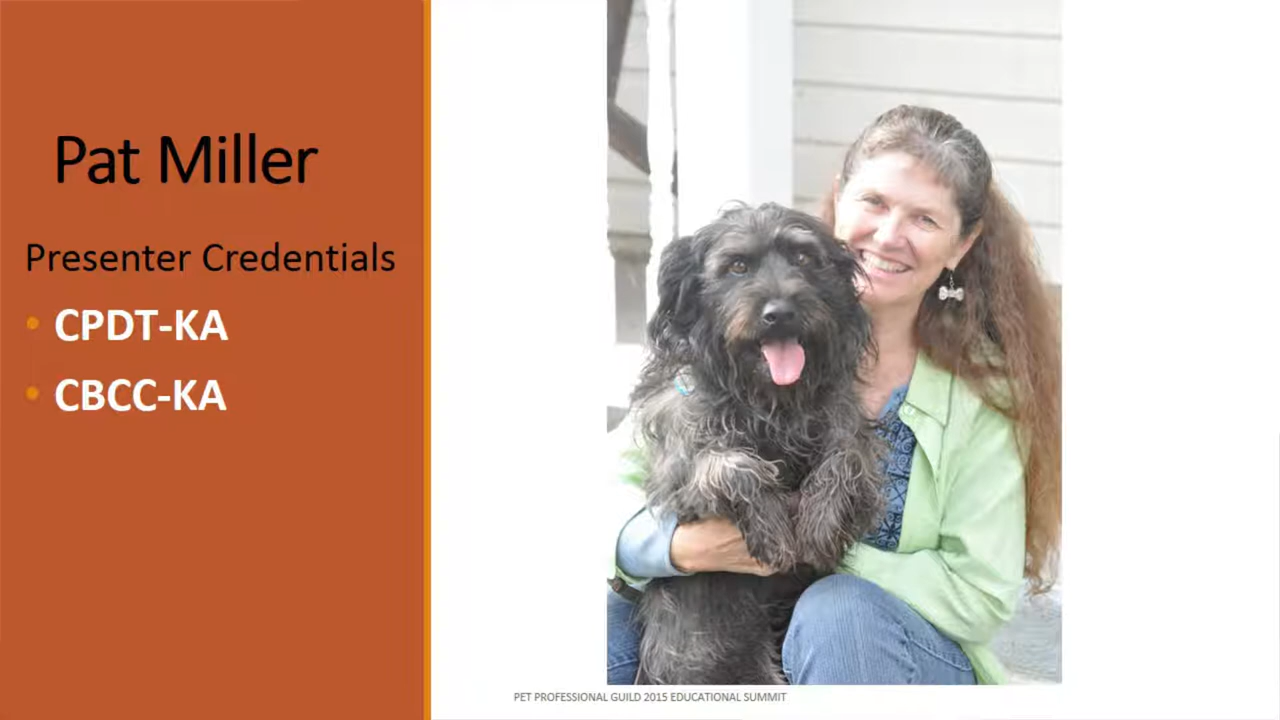 Pat Miller
Presenter Credentials
• CPDT-KA
• CBCC-KA
PET PROFESSIONAL GUILD 2015 EDUCATIONAL SUMMIT